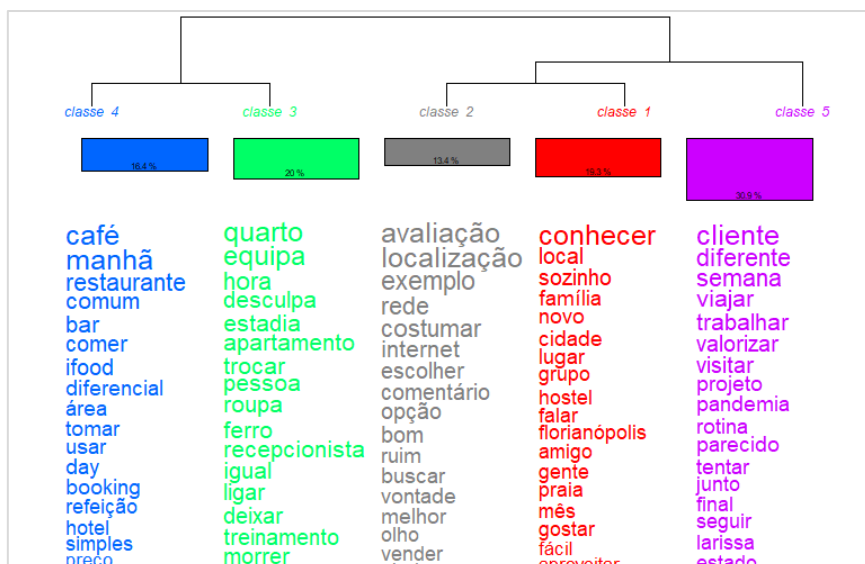 classe 4
classe 3
classe 2
classe 1
classe 5
16.4 %
20 %
13.4 %
19.3 %
30.9 %
café
manhã
restaurante
comum
bar
comer
ifood
diferencial
área
tomar
usar
day
booking
refeição
hotel
simples
preço
quarto
equipa
hora
desculpa
estadia
apartamento
trocar
pessoa
roupa
ferro
recepcionista
igual
ligar
deixar
treinamento
morrer
avaliação
localização
exemplo
rede
costumar
internet
escolher
comentário
opção
bom
ruim
buscar
vontade
melhor
olho
vender
conhecer
local
sozinho
família
novo
cidade
lugar
grupo
hostel
falar
florianópolis
amigo
gente
praia
mês
gostar
fácil
aproveitar
cliente
diferente
semana
viajar
trabalhar
valorizar
visitar
projeto
pandemia
rotina
parecido
tentar
junto
final
seguir
larissa
estado